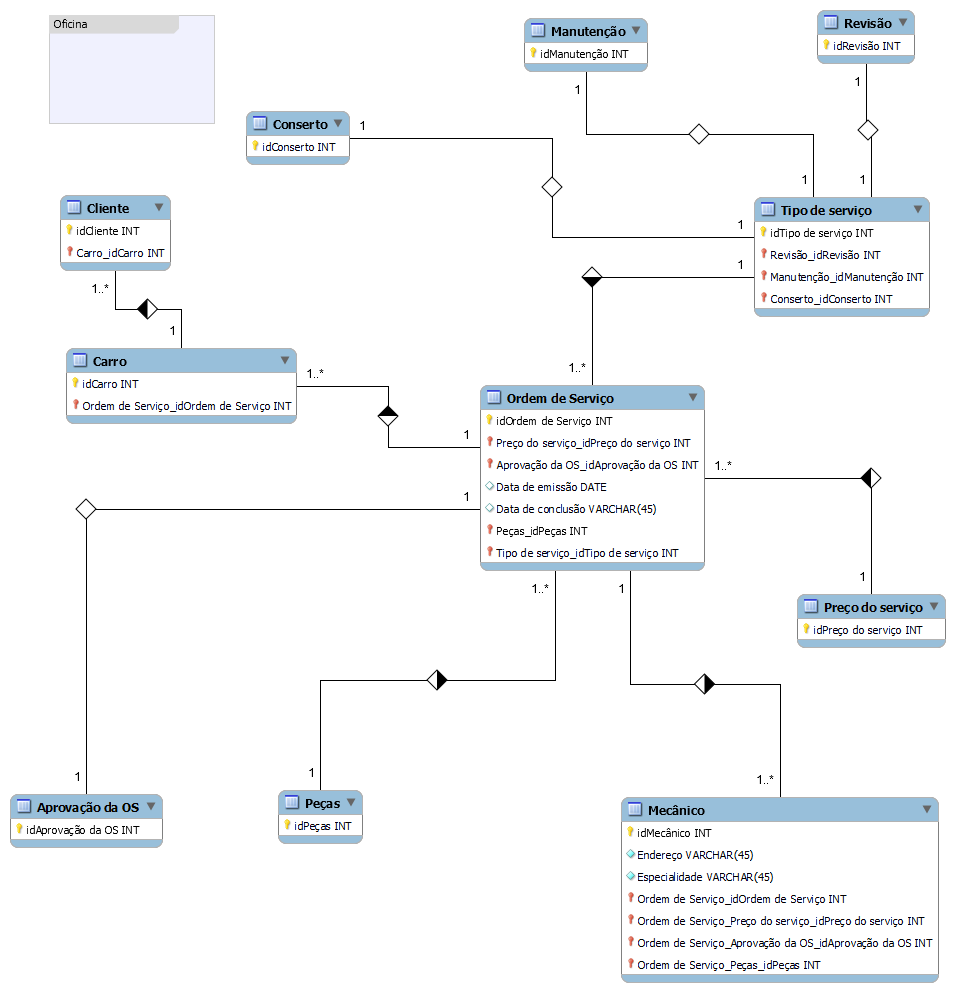 Oficina
Manutenção
idManutenção INT
Revisão
idRevisão INT
1
1
Conserto
idConserto INT
1
1
1
Cliente
idCliente INT
Carro_idCarro INT
1
Tipo de serviço
idTipo de serviço INT
Revisão_idRevisão INT
Manutenção_idManutenção INT
Conserto_idConserto INT
1
1..*
1
1..*
Carro
idCarro INT
Ordem de Serviço_idOrdem de Serviço INT
1..*
1
Ordem de Serviço
idOrdem de Serviço INT
Preço do serviço_idPreço do serviço INT
Aprovação da OS_idAprovação da OS INT
Data de emissão DATE
Data de conclusão VARCHAR(45)
Peças_idPeças INT
Tipo de serviço_idTipo de serviço INT
1..*
1
1
Preço do serviço
idPreço do serviço INT
1..*
1
1
1
1..*
Aprovação da OS
idAprovação da OS INT
Peças
idPeças INT
Mecânico
idMecânico INT
Endereço VARCHAR(45)
Especialidade VARCHAR(45)
Ordem de Serviço_idOrdem de Serviço INT
Ordem de Serviço_Preço do serviço_idPreço do serviço INT
Ordem de Serviço_Aprovação da OS_idAprovação da OS INT
Ordem de Serviço_Peças_idPeças INT